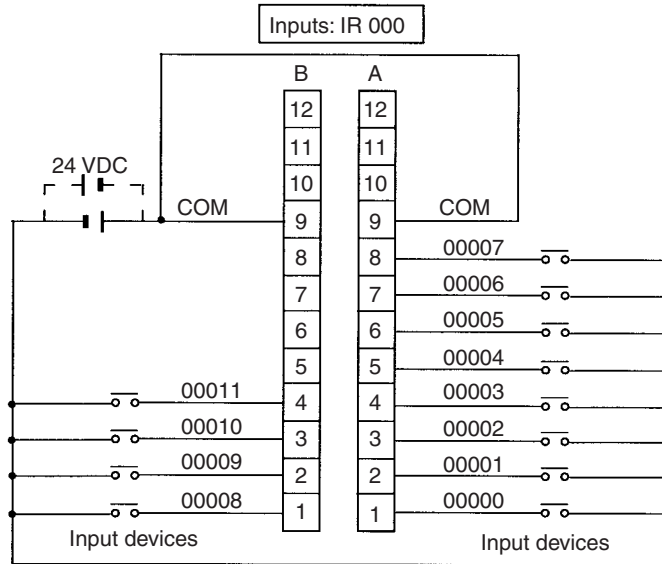 Inputs: IR 000
B A
12 12
11 11
24 VDC
10 10
COM 9 9 COM
8 8 00007
7 7 00006
6 6 00005
5 5 00004
00011 4 4 00003
00010 3 3 00002
00009 2 2 00001
00008 1 1 00000
Input devices Input devices